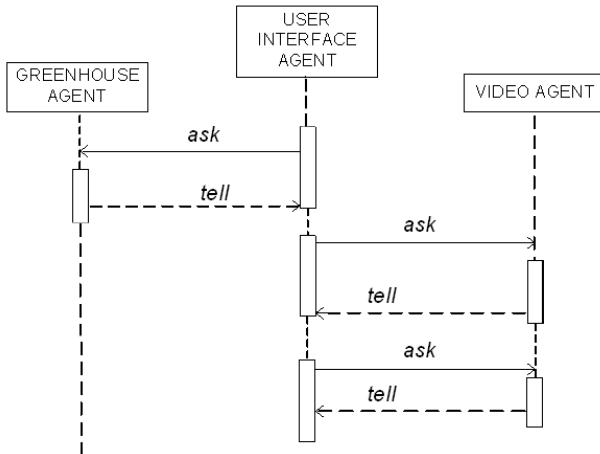 USER
INTERFACE
AGENT
GREENHOUSE
AGENT
VIDEO AGENT
ask
tell
ask
tell
ask
tell